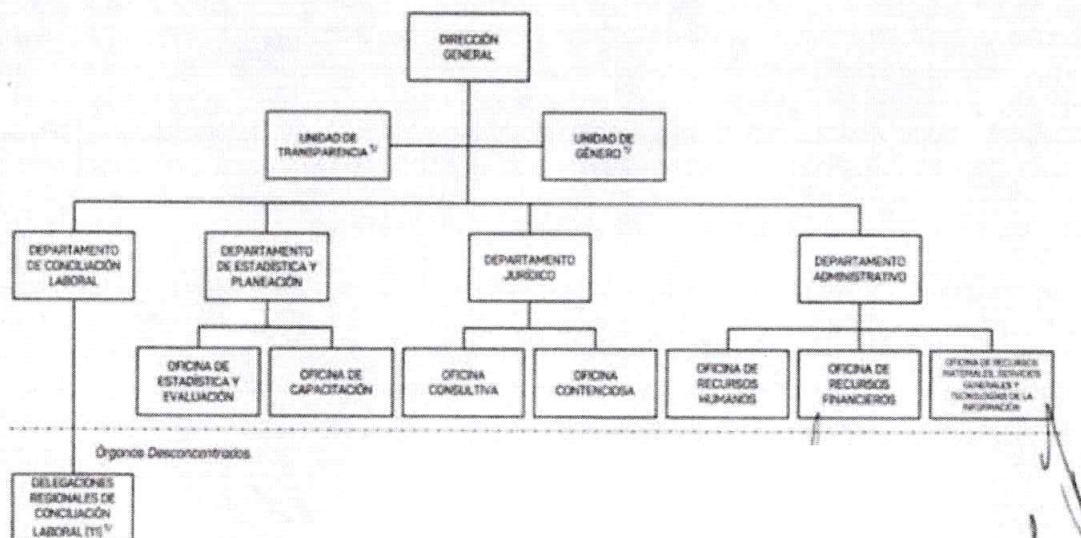 DIRECCIÓN
GENERAL
UNIDAD DE
TRANSPARENCIA
UNIDAD DE
GÉNERO
DEPARTAMENTO
DE CONCILIACIÓN
LABORAL
DEPARTAMENTO
DE ESTADÍSTICA Y
PLANEACIÓN
DEPARTAMENTO
JURÍDICO
DEPARTAMENTO
ADMINISTRATIVO
OFICINA DE
ESTADÍSTICA Y
EVALUACIÓN
OFICINA DE
CAPACITACIÓN
OFICINA
CONSULTIVA
OFICINA
CONTENCIOSA
OFICINA DE
RECURSOS
HUMANOS
OFICINA DE
RECURSOS
FINANCIEROS
OFICINA DE RECURSOS
MATERIALES, SERVICIOS
GENERALES Y
TECNOLOGÍAS DE LA
INFORMACIÓN
Órganos Desconcentrados
DELEGACIONES
REGIONALES DE
CONCILIACIÓN
LABORAL